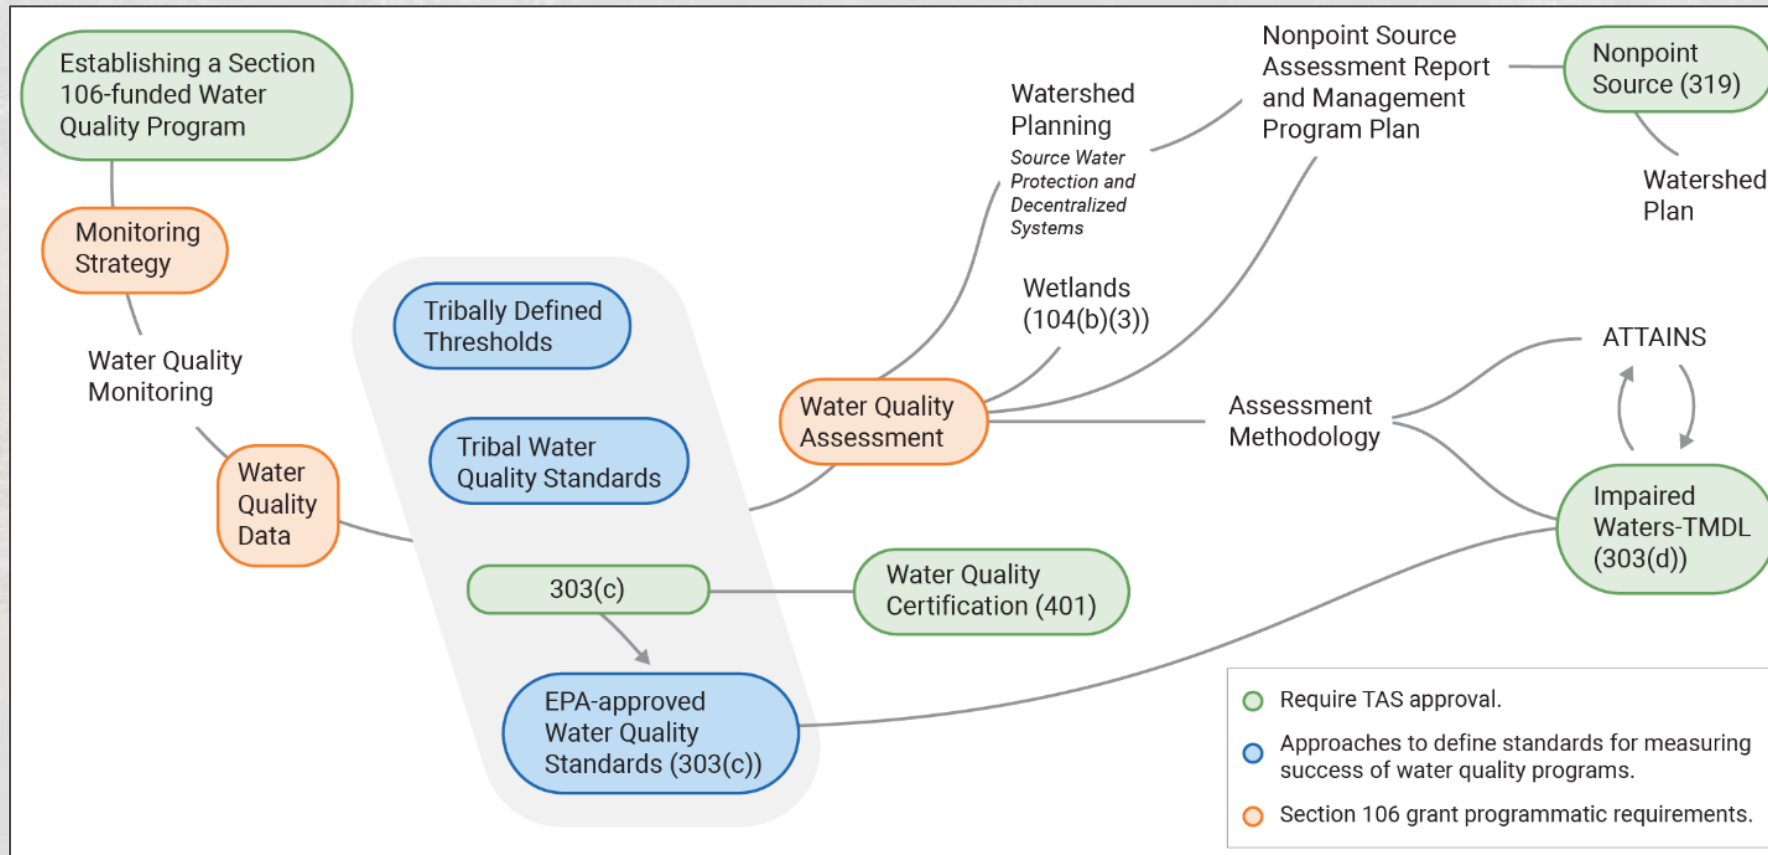 Establishing a Section
106-funded Water
Quality Program
Monitoring
Strategy
Water Quality
Monitoring
Water
Quality
Data
Tribally Defined
Thresholds
Tribal Water
Quality Standards
303(c)
EPA-approved
Water Quality
Standards (303(c))
Water Quality
Certification (401)
Water Quality
Assessment
Watershed
Planning
Source Water
Protection and
Decentralized
Systems
Wetlands
(104(b)(3))
Nonpoint Source
Assessment Report
and Management
Program Plan
Nonpoint
Source (319)
Watershed
Plan
Assessment
Methodology
ATTAINS
Impaired
Waters-TMDL
(303(d))
Require TAS approval.
Approaches to define standards for measuring
success of water quality programs.
Section 106 grant programmatic requirements.